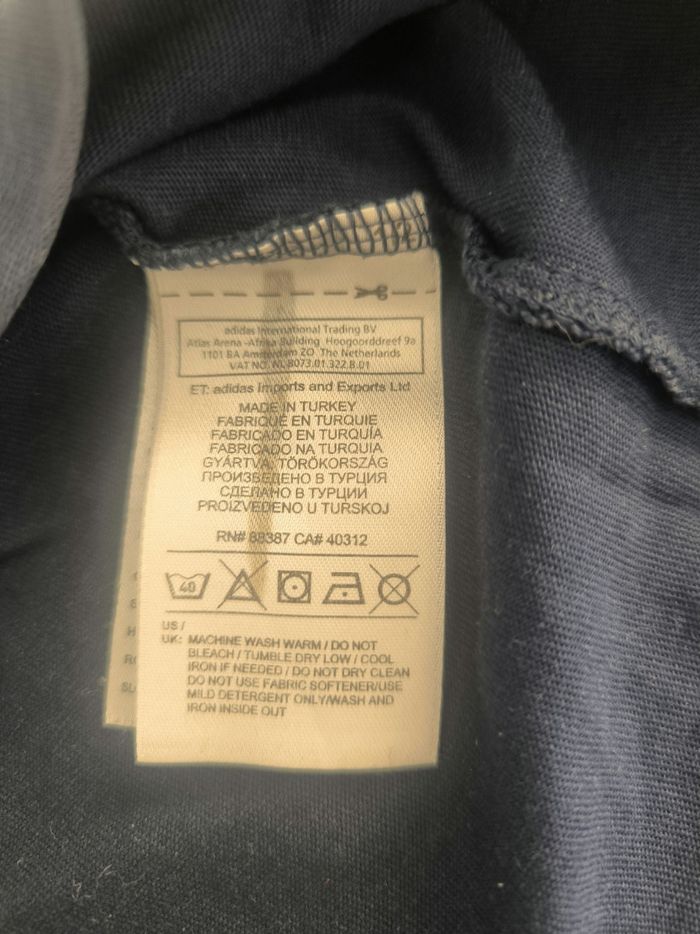 adidas International Trading BV
Atlas Arena -Afrika Building Hoogoorddreef 9a
1101 BA Amsterdam ZO The Netherlands
VAT NO. NL 8073.01.322.B.01
ET: adidas Imports and Exports Ltd
MADE IN TURKEY
FABRIQUÉ EN TURQUIE
FABRICADO EN TURQUÍA
FABRICADO NA TURQUIA
GYÁRTVA: TÖRÖKORSZÁG
ПРОИЗВЕДЕНО В ТУРЦИЯ
СДЕЛАНО В ТУРЦИИ
PROIZVEDENO U TURSKOJ
RN# 88387 CA# 40312
40
US /
UK: MACHINE WASH WARM / DO NOT
BLEACH / TUMBLE DRY LOW / COOL
IRON IF NEEDED / DO NOT DRY CLEAN
DO NOT USE FABRIC SOFTENER/USE
MILD DETERGENT ONLY/WASH AND
IRON INSIDE OUT